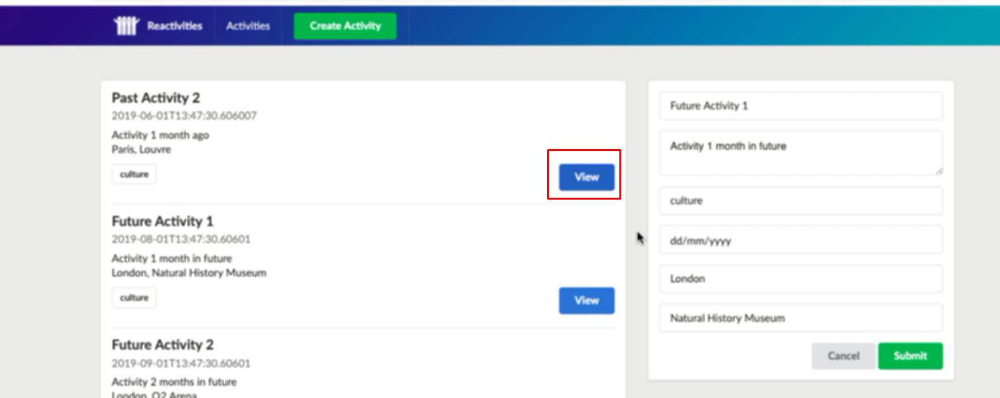 Reactivities Activities Create Activity
Past Activity 2
2019-06-01T13:47:30.606007
Activity 1 month ago
Paris, Louvre
culture
View
Future Activity 1
2019-08-01T13:47:30.60601
Activity 1 month in future
London, Natural History Museum
culture
View
Future Activity 2
2019-09-01T13:47:30.60601
Activity 2 months in future
London, O2 Arena
Future Activity 1
Activity 1 month in future
culture
dd/mm/yyyy
London
Natural History Museum
Cancel Submit